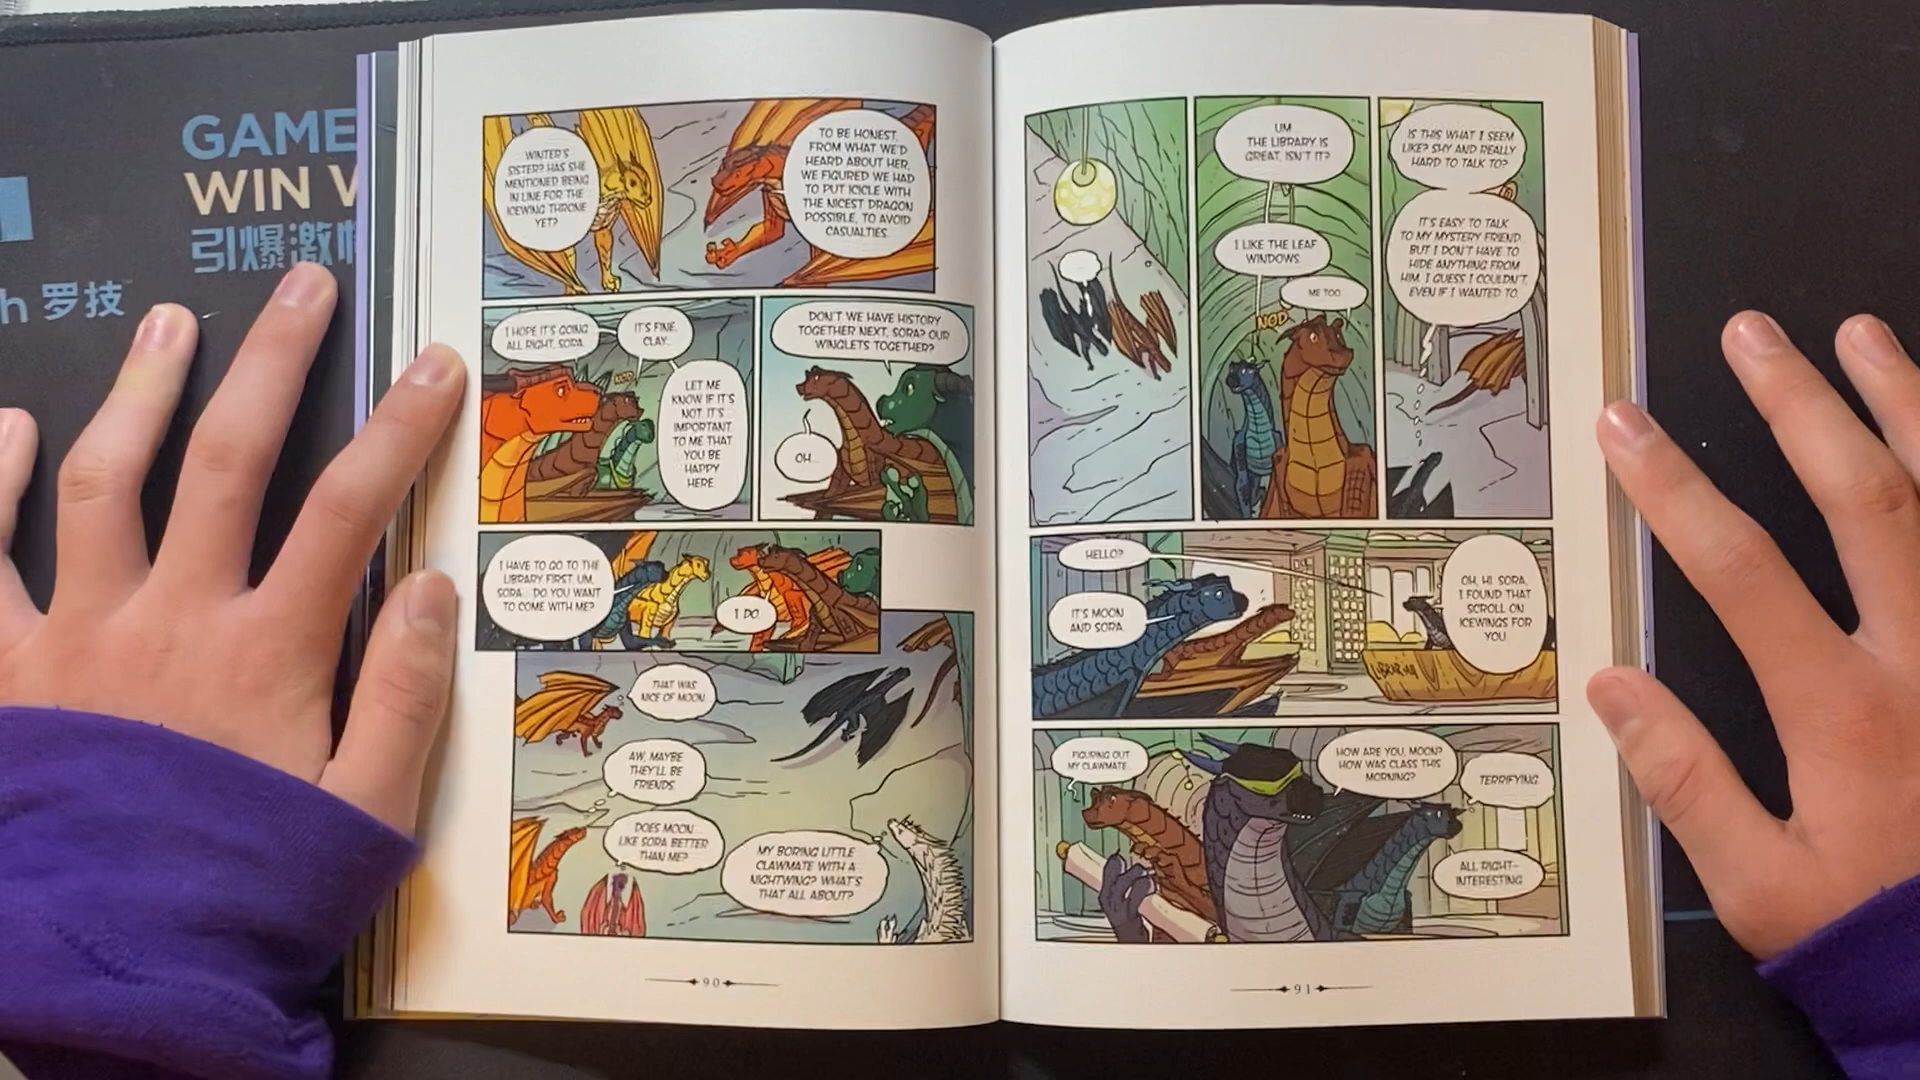 GAME
WIN
引爆激
h 罗技
WINTER'S
SISTER? HAS SHE
MENTIONED BEING
IN LINE FOR THE
ICEWING THRONE
YET?
TO BE HONEST,
FROM WHAT WE'D
HEARD ABOUT HER,
WE FIGURED WE HAD
TO PUT ICICLE WITH
THE NICEST DRAGON
POSSIBLE, TO AVOID
CASUALTIES.
I HOPE IT'S GOING
ALL RIGHT, SORA.
IT'S FINE,
CLAY...
NOD
LET ME
KNOW IF IT'S
NOT. IT'S
IMPORTANT
TO ME THAT
YOU BE
HAPPY
HERE.
DON'T WE HAVE HISTORY
TOGETHER NEXT, SORA? OUR
WINGLETS TOGETHER?
OH...
I HAVE TO GO TO THE
LIBRARY FIRST. UM,
SORA... DO YOU WANT
TO COME WITH ME?
I DO.
THAT WAS
NICE OF MOON.
AW, MAYBE
THEY'LL BE
FRIENDS.
DOES MOON...
LIKE SORA BETTER
THAN ME?
MY BORING LITTLE
CLAWMATE WITH A
NIGHTWING? WHAT'S
THAT ALL ABOUT?
90
UM...
THE LIBRARY IS
GREAT, ISN'T IT?
I LIKE THE LEAF
WINDOWS.
ME TOO.
NOD
IS THIS WHAT I SEEM
LIKE? SHY AND REALLY
HARD TO TALK TO?
IT'S EASY TO TALK
TO MY MYSTERY FRIEND.
BUT I DON'T HAVE TO
HIDE ANYTHING FROM
HIM. I GUESS I COULDN'T,
EVEN IF I WANTED TO.
HELLO?
IT'S MOON
AND SORA.
OH, HI, SORA,
I FOUND THAT
SCROLL ON
ICEWINGS FOR
YOU.
LIBRARIAN
FIGURING OUT
MY CLAWMATE.
HOW ARE YOU, MOON?
HOW WAS CLASS THIS
MORNING?
TERRIFYING.
ALL RIGHT—
INTERESTING.
91